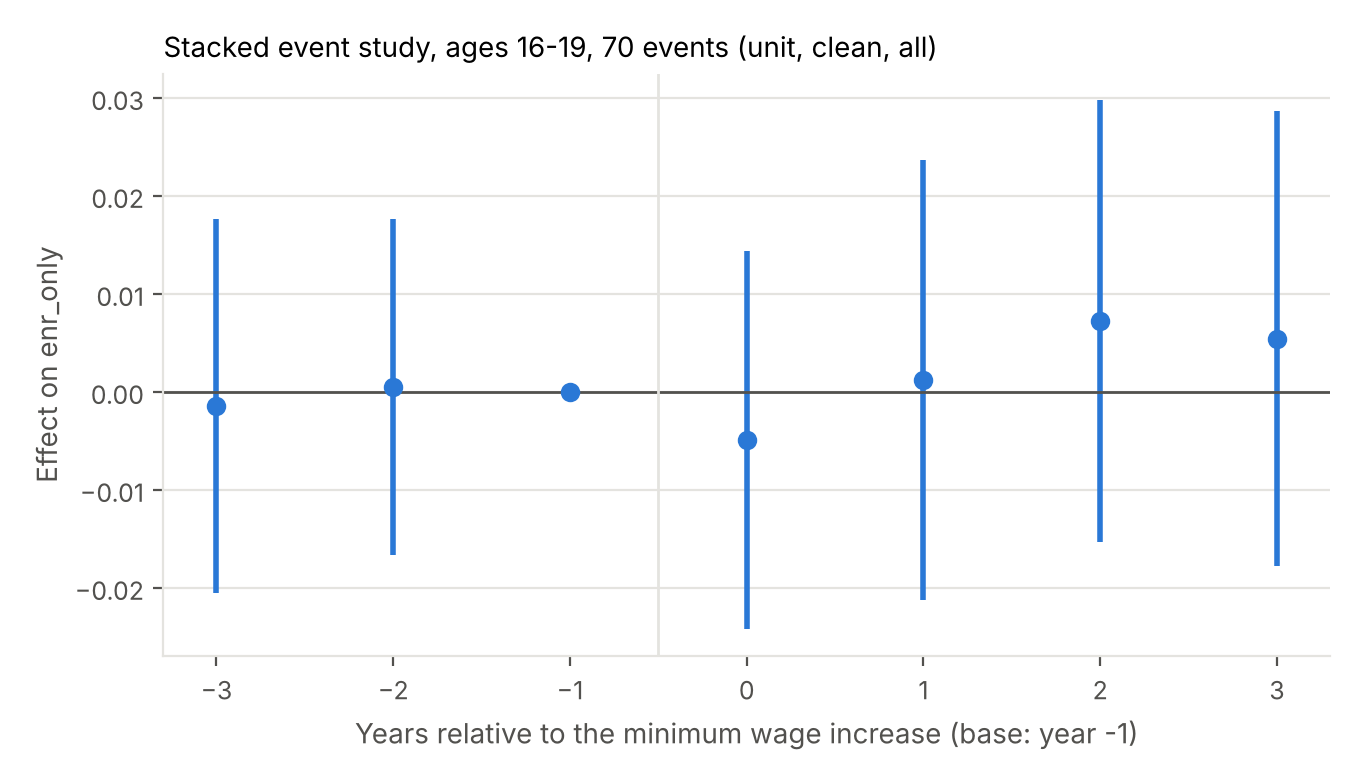 Stacked event study, ages 16-19, 70 events (unit, clean, all)
0.03
0.02
0.01
0.00
−0.01
−0.02
Effect on enr_only
−3 −2 −1 0 1 2 3
Years relative to the minimum wage increase (base: year -1)